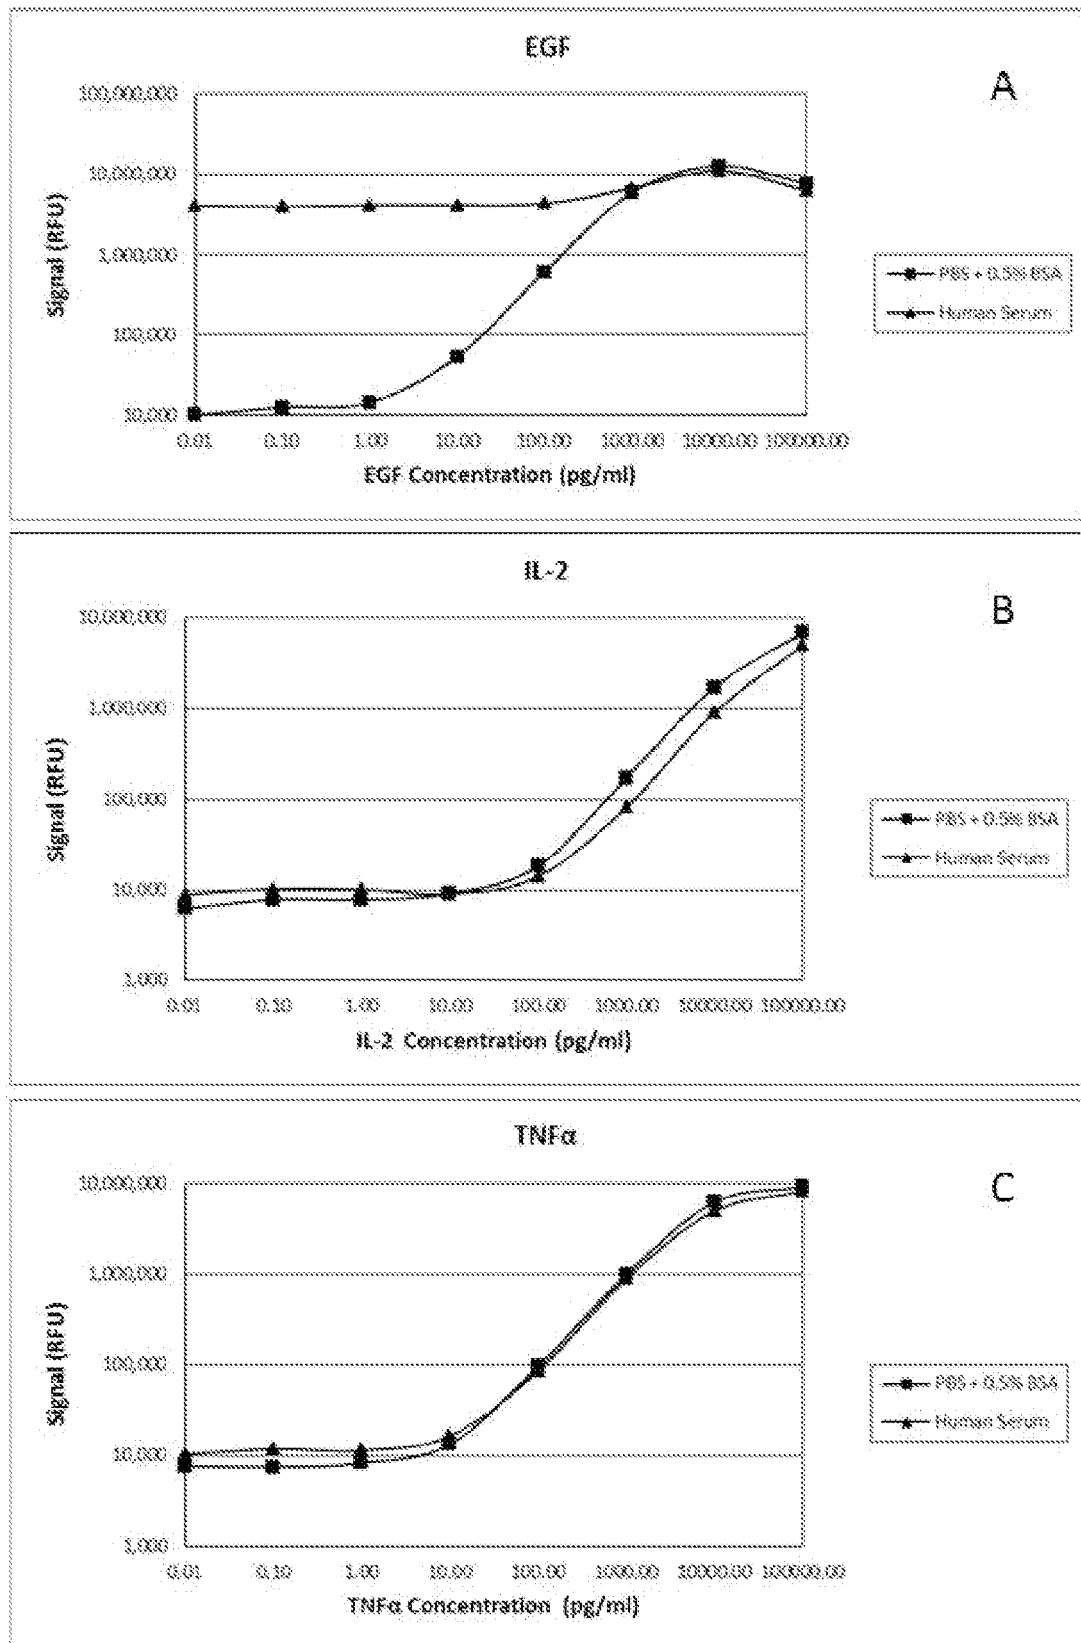 EGF
A
100,000,000
10,000,000
1,000,000
100,000
10,000
Signal (RFU)
0.01 0.10 1.00 10.00 100.00 1000.00 10000.00 100000.00
EGF Concentration (pg/ml)
PBS + 0.5% BSA
Human Serum
IL-2
B
10,000,000
1,000,000
100,000
10,000
1,000
Signal (RFU)
0.01 0.10 1.00 10.00 100.00 1000.00 10000.00 100000.00
IL-2 Concentration (pg/ml)
PBS + 0.5% BSA
Human Serum
TNFα
C
10,000,000
1,000,000
100,000
10,000
1,000
Signal (RFU)
0.01 0.10 1.00 10.00 100.00 1000.00 10000.00 100000.00
TNFα Concentration (pg/ml)
PBS + 0.5% BSA
Human Serum